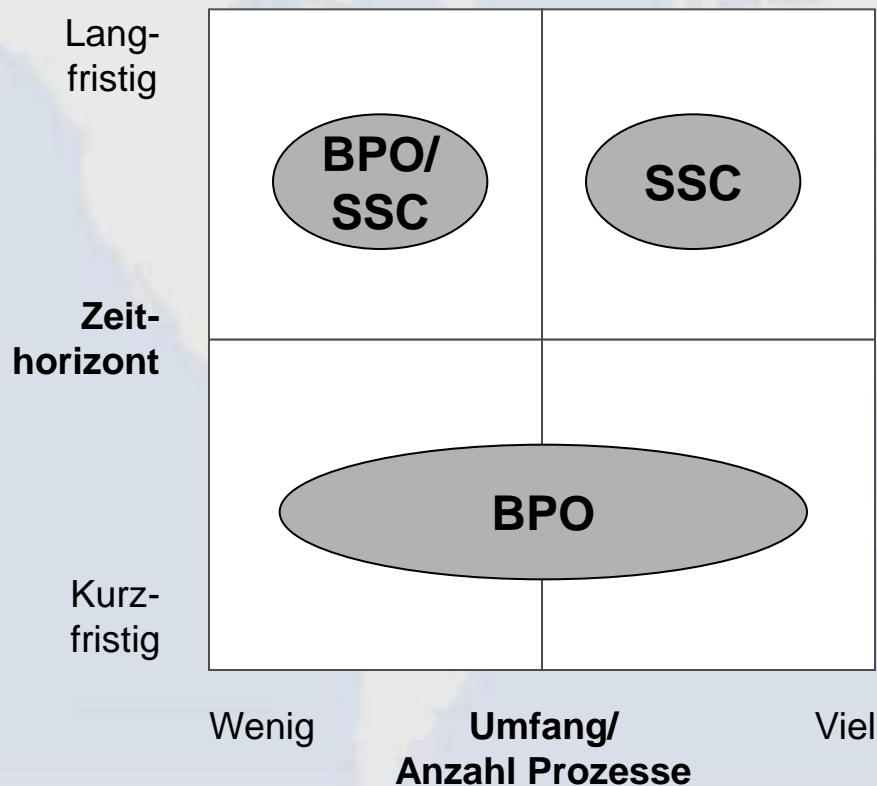 Lang-
fristig
BPO/
SSC
SSC
Zeit-
horizont
BPO
Kurz-
fristig
Wenig
Umfang/
Anzahl Prozesse
Viel